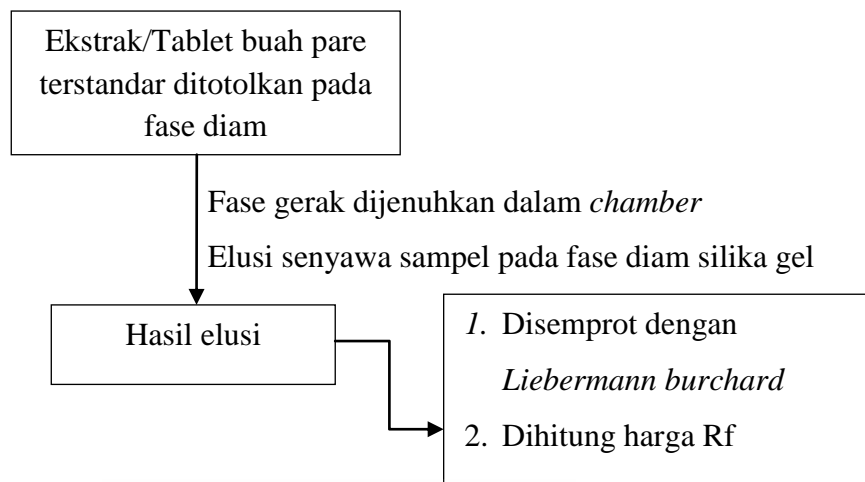 Ekstrak/Tablet buah pare
terstandar ditotolkan pada
fase diam
Fase gerak dijenuhkan dalam chamber
Elusi senyawa sampel pada fase diam silika gel
Hasil elusi
1. Disemprot dengan
Liebermann burchard
2. Dihitung harga Rf